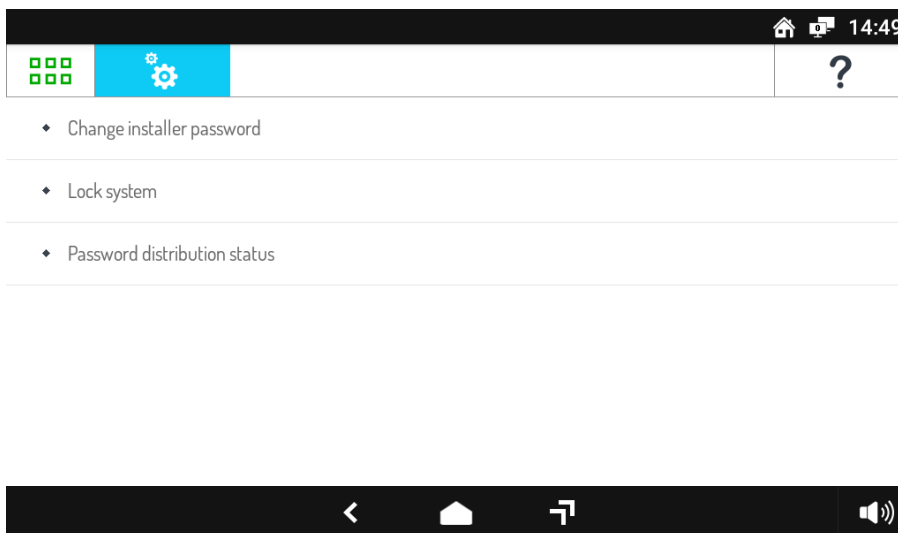 14:49
?
Change installer password
Lock system
Password distribution status